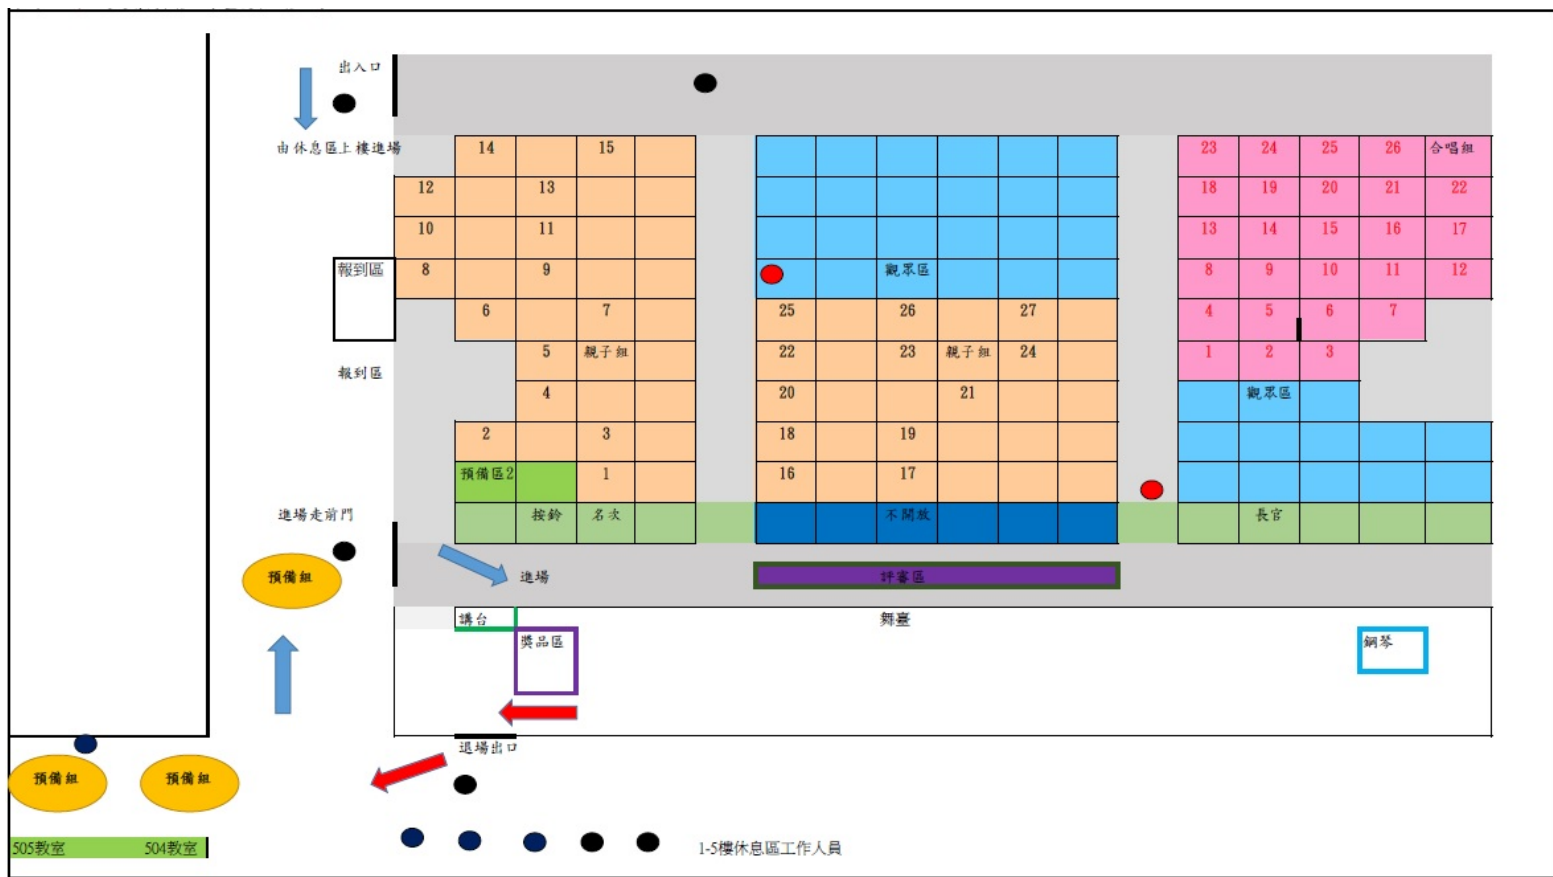 出入口
由休息區上樓進場
14 15 23 24 25 26 合唱組
12 13 18 19 20 21 22
10 11 13 14 15 16 17
報到區 8 9 觀眾區 8 9 10 11 12
6 7 25 26 27 4 5 6 7
5 親子組 22 23 親子組 24 1 2 3
報到區
4 20 21 觀眾區
2 3 18 19
預備區2 1 16 17
進場走前門 按鈴 名次 不開放 長官
預備組 進場 評審區
講台 舞臺
獎品區 鋼琴
退場出口
預備組 預備組
505教室 504教室 1-5樓休息區工作人員